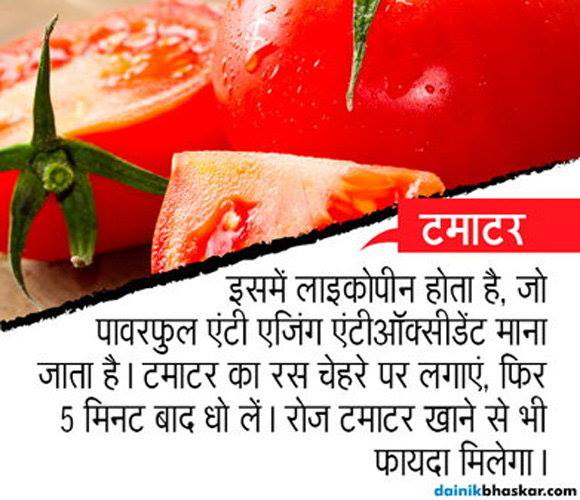 टमाटर
इसमें लाइकोपीन होता है, जो
पावरफुल एंटी एजिंग एंटीऑक्सीडेंट माना
जाता है। टमाटर का रस चेहरे पर लगाएं, फिर
5 मिनट बाद धो लें। रोज टमाटर खाने से भी
फायदा मिलेगा।
dainikbhaskar.com